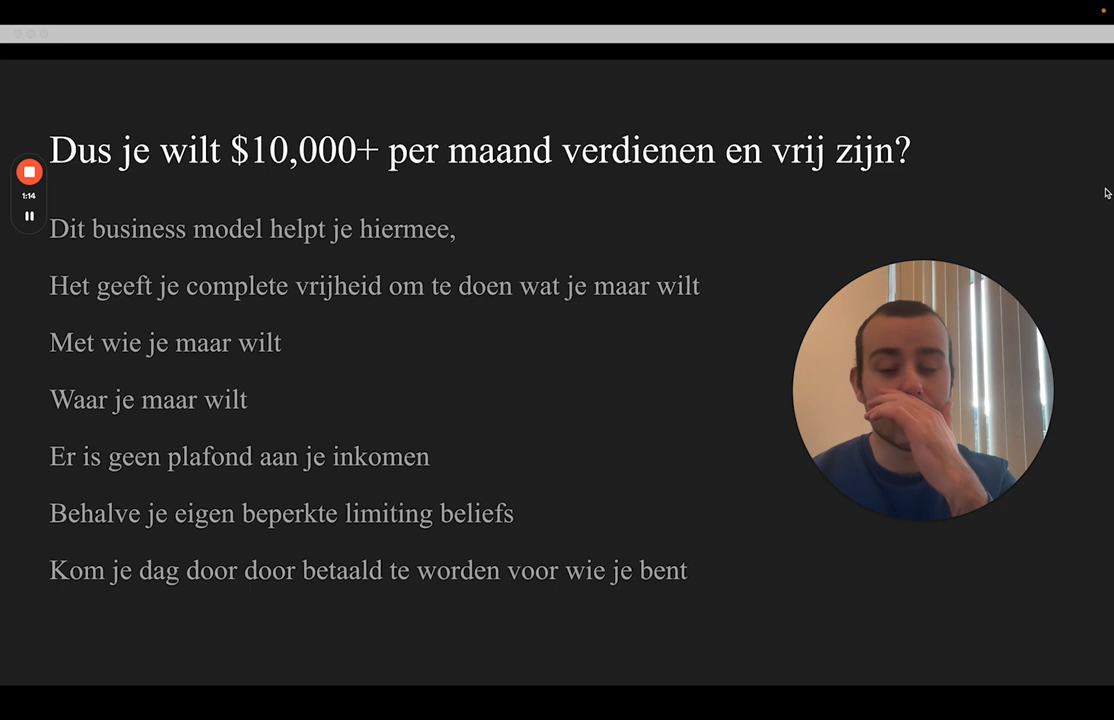 Dus je wilt $10,000+ per maand verdienen en vrij zijn?
1:14
Dit business model helpt je hiermee,
Het geeft je complete vrijheid om te doen wat je maar wilt
Met wie je maar wilt
Waar je maar wilt
Er is geen plafond aan je inkomen
Behalve je eigen beperkte limiting beliefs
Kom je dag door door betaald te worden voor wie je bent